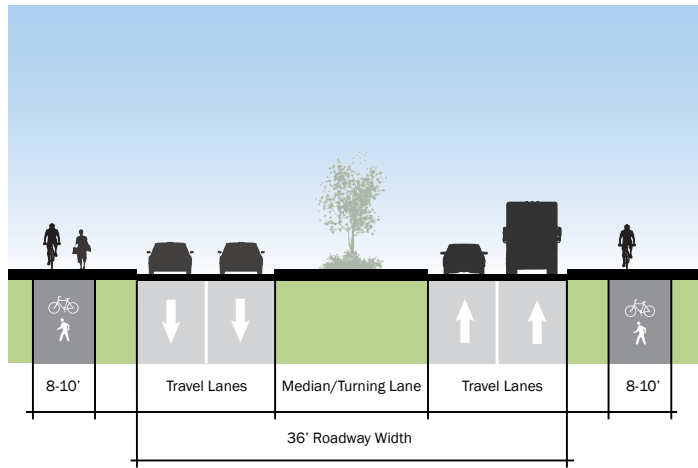 8-10’
Travel Lanes
Median/Turning Lane
Travel Lanes
8-10’
36’ Roadway Width